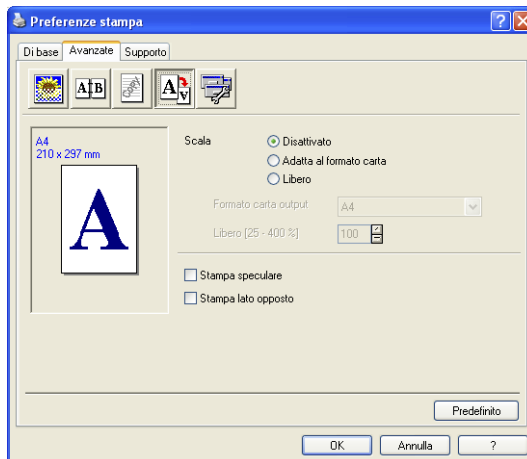 Preferenze stampa
Di base Avanzate Supporto
A B
A A
A4
210 x 297 mm
A
Scala
Disattivato
Adatta al formato carta
Libero
Formato carta output A4
Libero [25 - 400 %] 100
Stampa speculare
Stampa lato opposto
Predefinito
OK Annulla ?